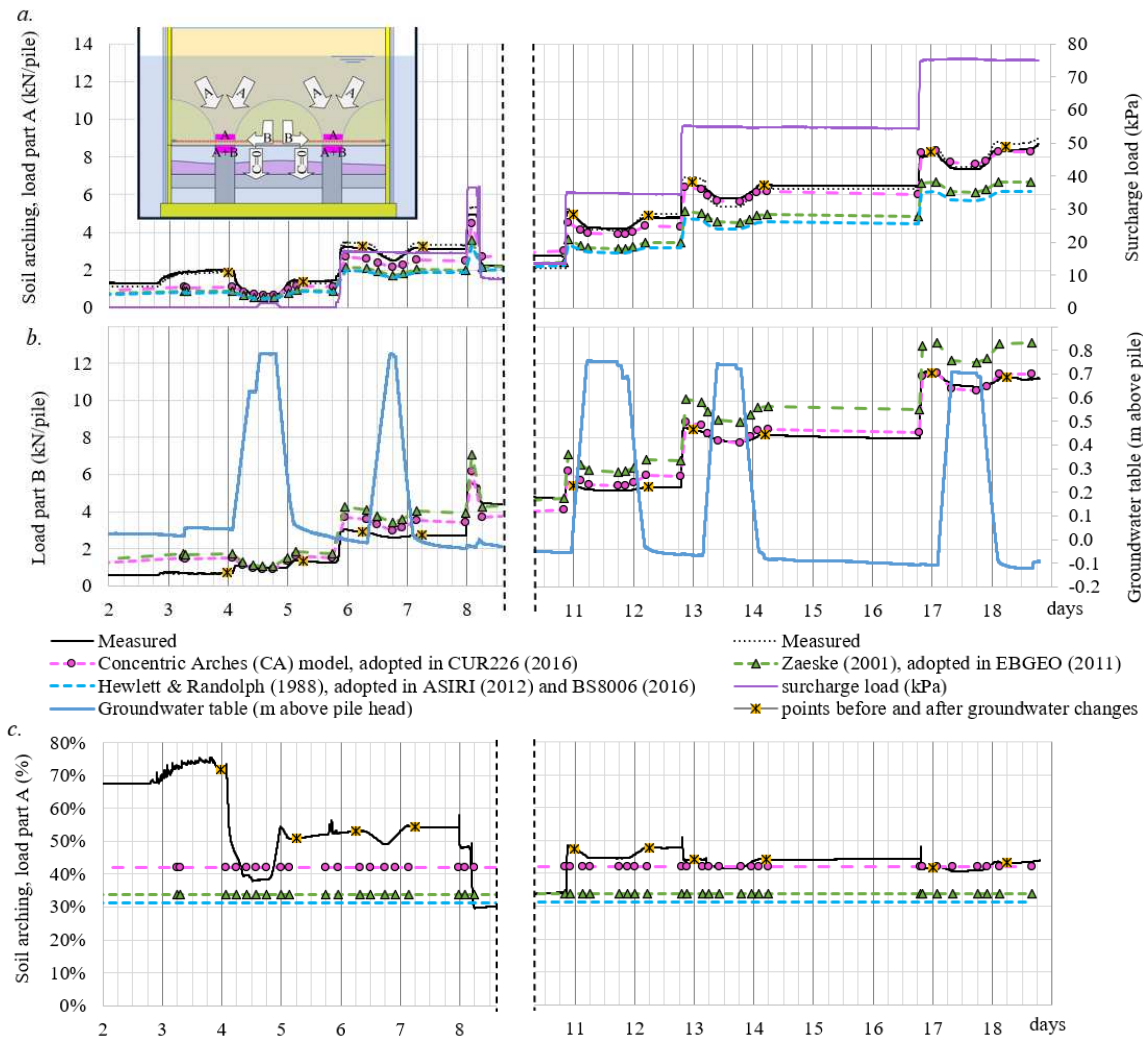 a.
Soil arching, load part A (kN/pile)
14
12
10
8
6
4
2
0
A A A A
A A
B B
A+B C=0 C=0 A+B
80
70
60
50
40
30
20
10
0
Surcharge load (kPa)
b.
Load part B (kN/pile)
12
10
8
6
4
2
0
0.8
0.7
0.6
0.5
0.4
0.3
0.2
0.1
0.0
-0.1
-0.2
Groundwater table (m above pile)
2 3 4 5 6 7 8 11 12 13 14 15 16 17 18 days
Measured
Measured
Concentric Arches (CA) model, adopted in CUR226 (2016)
Zaeske (2001), adopted in EBGEO (2011)
Hewlett & Randolph (1988), adopted in ASIRI (2012) and BS8006 (2016)
surcharge load (kPa)
Groundwater table (m above pile head)
points before and after groundwater changes
c.
Soil arching, load part A (%)
80%
70%
60%
50%
40%
30%
20%
10%
0%
2 3 4 5 6 7 8 11 12 13 14 15 16 17 18 days